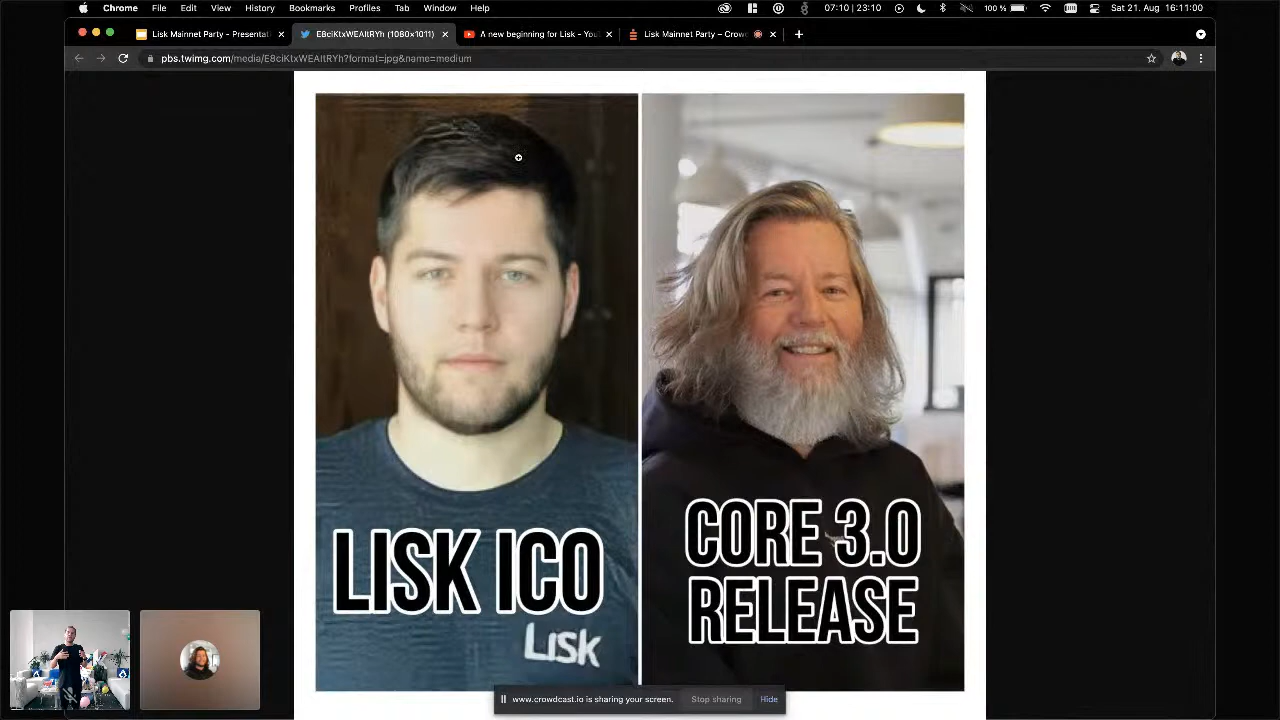 Chrome File Edit View History Bookmarks Profiles Tab Window Help 07:10 | 23:10 100 % Sat 21. Aug 16:11:00
Lisk Mainnet Party - Presentat E8ciKtxWEAItRYh (1080×1011) A new beginning for Lisk - You Lisk Mainnet Party – Crow
pbs.twimg.com/media/E8ciKtxWEAItRYh?format=jpg&name=medium
LISK ICO
Lisk
CORE 3.0
RELEASE
www.crowdcast.io is sharing your screen. Stop sharing Hide